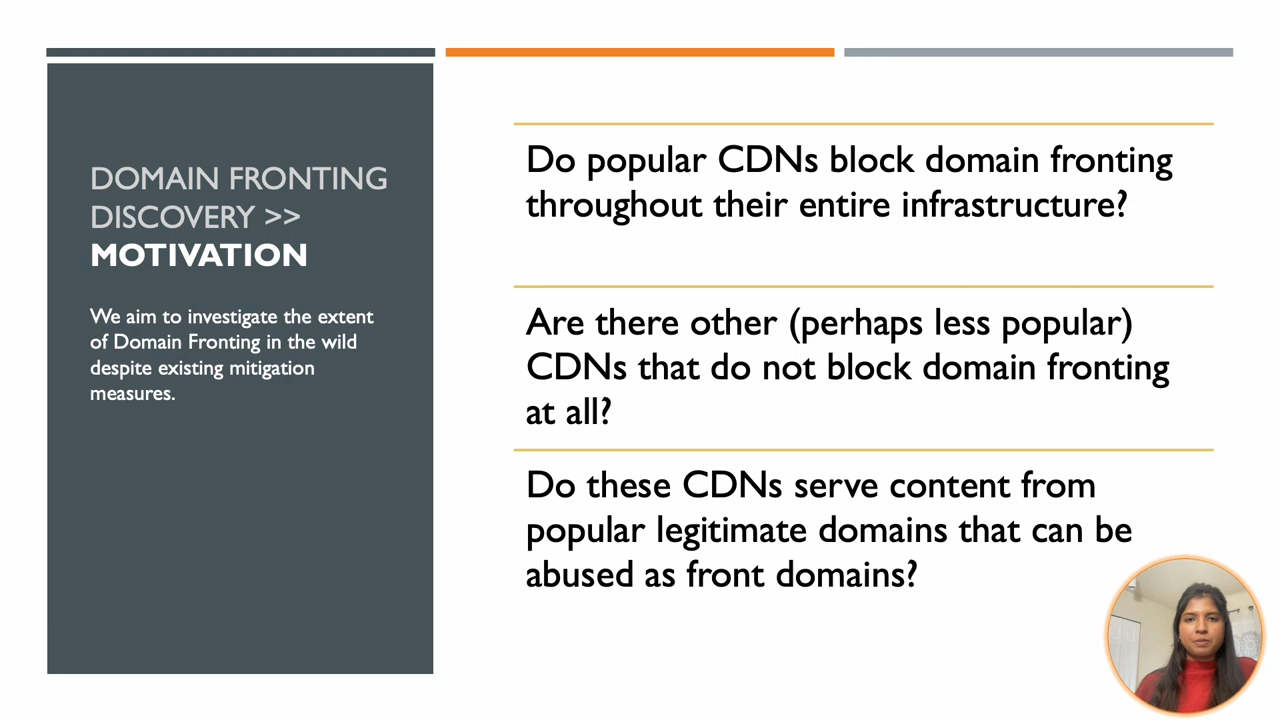 DOMAIN FRONTING
DISCOVERY >>
MOTIVATION
We aim to investigate the extent
of Domain Fronting in the wild
despite existing mitigation
measures.
Do popular CDNs block domain fronting
throughout their entire infrastructure?
Are there other (perhaps less popular)
CDNs that do not block domain fronting
at all?
Do these CDNs serve content from
popular legitimate domains that can be
abused as front domains?